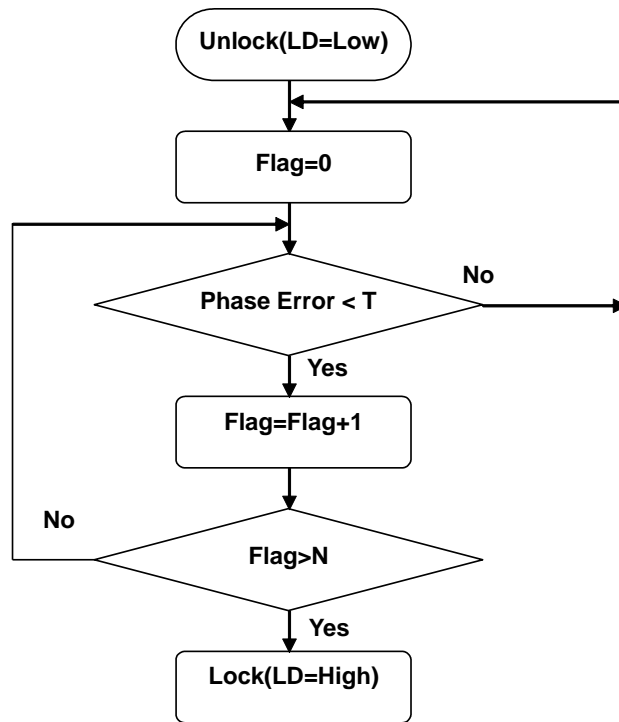 Unlock(LD=Low)
Flag=0
No
Phase Error < T
Yes
Flag=Flag+1
No
Flag>N
Yes
Lock(LD=High)